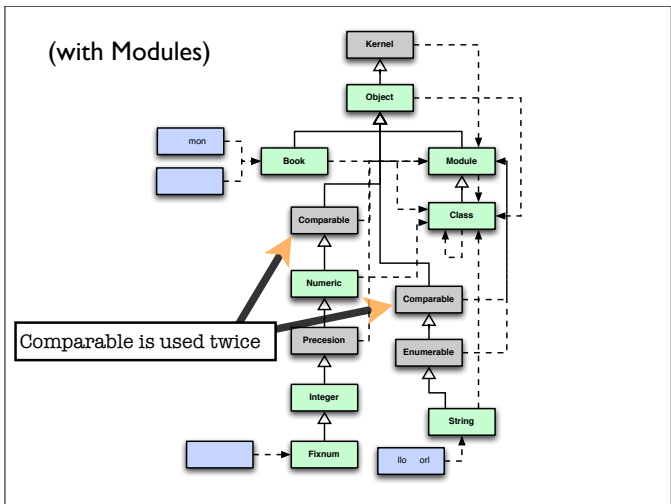 (with Modules)
Kernel
Object
mon
Book
Module
Comparable
Class
Numeric
Comparable
Comparable is used twice
Precesion
Enumerable
Integer
String
Fixnum
llo orl